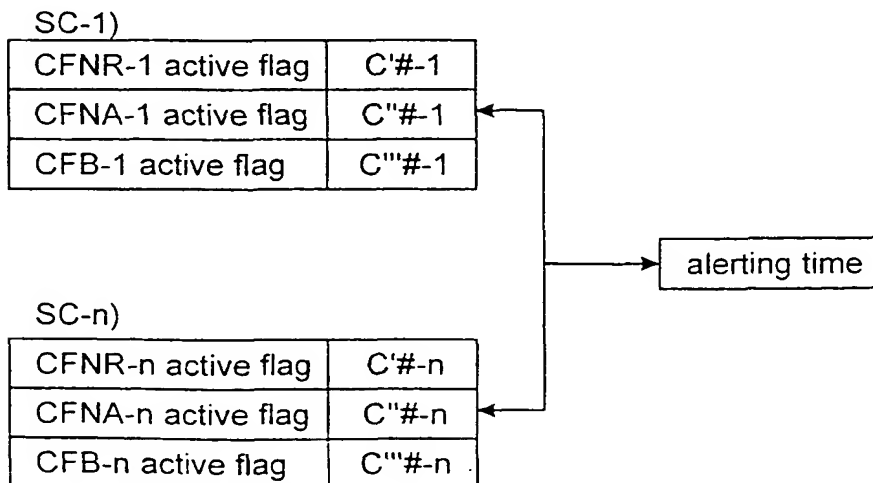 SC-1)
CFNR-1 active flag C'#-1
CFNA-1 active flag C"#-1
CFB-1 active flag C'"#-1
alerting time
SC-n)
CFNR-n active flag C'#-n
CFNA-n active flag C"#-n
CFB-n active flag C'"#-n